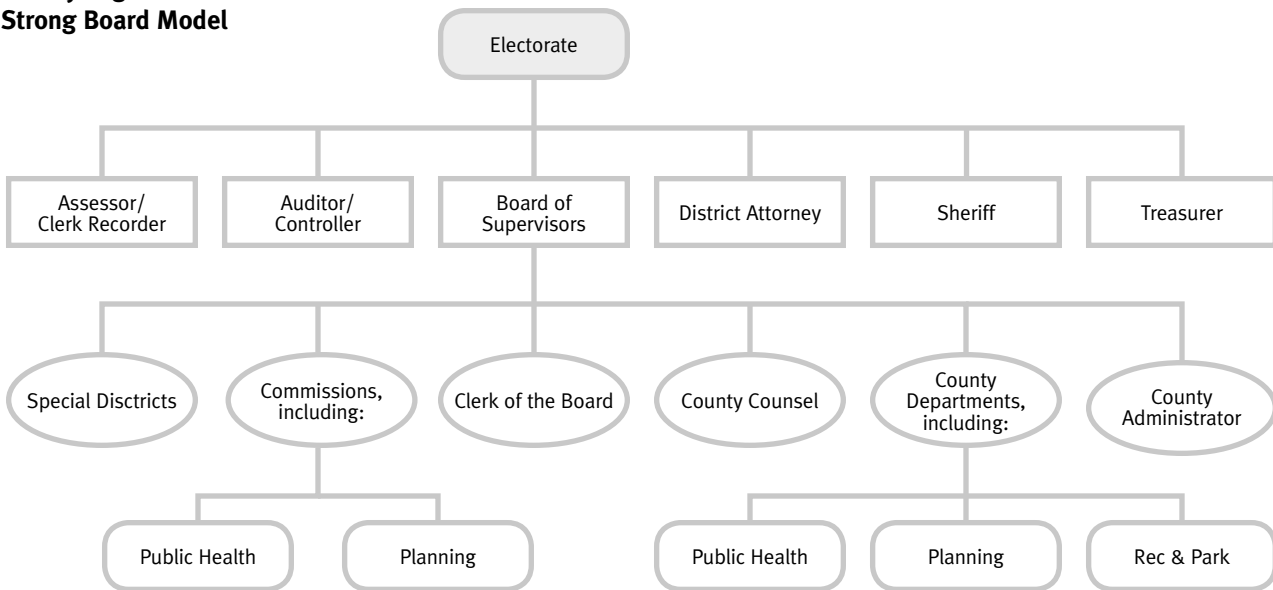 Strong Board Model
Electorate
Assessor/
Clerk Recorder
Auditor/
Controller
Board of
Supervisors
District Attorney
Sheriff
Treasurer
Special Disctricts
Commissions,
including:
Clerk of the Board
County Counsel
County
Departments,
including:
County
Administrator
Public Health
Planning
Public Health
Planning
Rec & Park